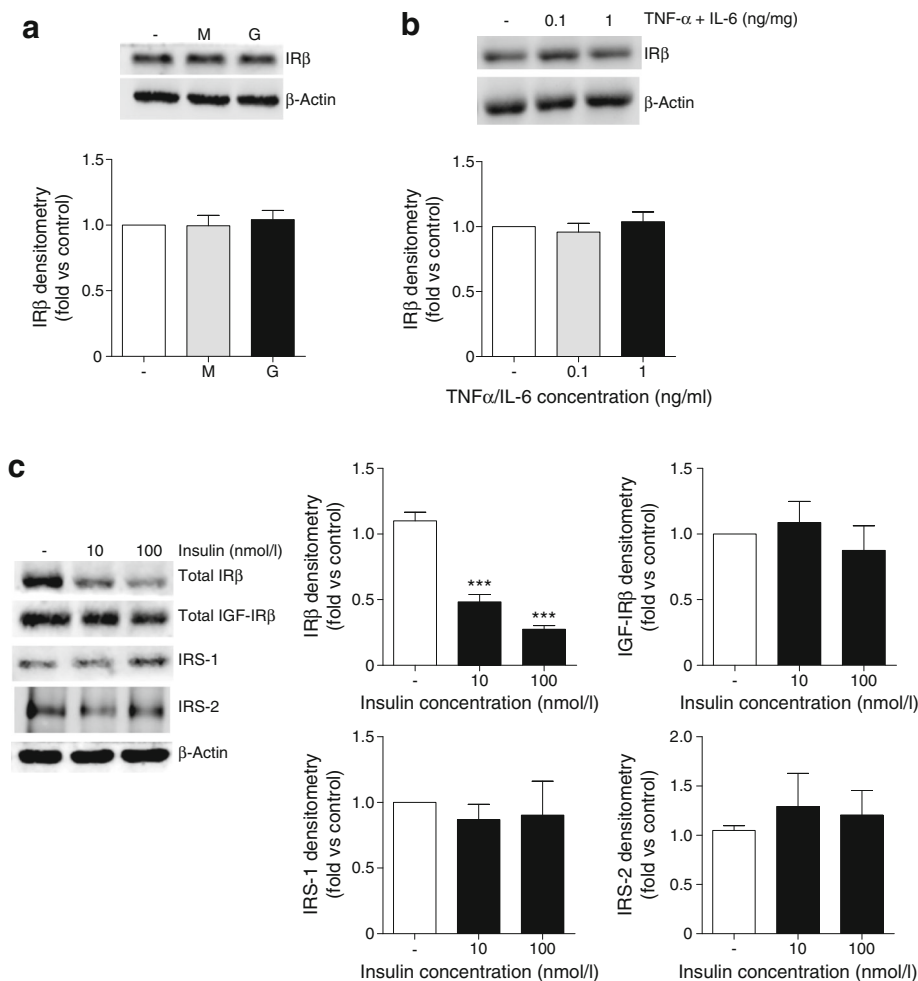 a
- M G
IRβ
β-Actin
1.5
1.0
0.5
0
IRβ densitometry
(fold vs control)
- M G
b
- 0.1 1 TNF-α + IL-6 (ng/mg)
IRβ
β-Actin
1.5
1.0
0.5
0
IRβ densitometry
(fold vs control)
- 0.1 1
TNFα/IL-6 concentration (ng/ml)
c
- 10 100 Insulin (nmol/l)
Total IRβ
Total IGF-IRβ
IRS-1
IRS-2
β-Actin
1.5
1.0
0.5
0
IRβ densitometry
(fold vs control)
***
***
- 10 100
Insulin concentration (nmol/l)
1.5
1.0
0.5
0
IGF-IRβ densitometry
(fold vs control)
- 10 100
Insulin concentration (nmol/l)
1.5
1.0
0.5
0
IRS-1 densitometry
(fold vs control)
- 10 100
Insulin concentration (nmol/l)
2.0
1.5
1.0
0.5
0
IRS-2 densitometry
(fold vs control)
- 10 100
Insulin concentration (nmol/l)